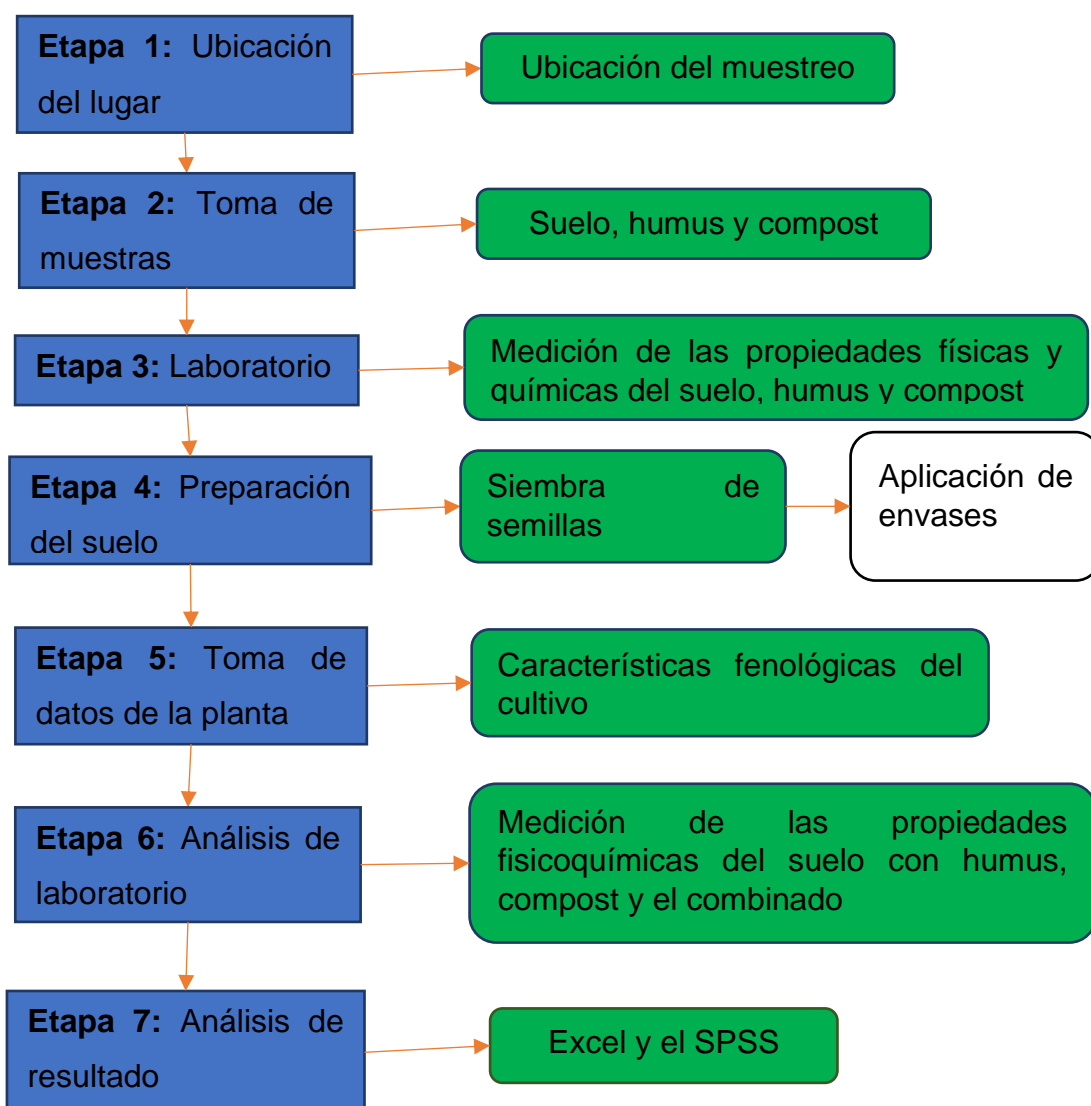 Etapa 1: Ubicación
del lugar
Ubicación del muestreo
Etapa 2: Toma de
muestras
Suelo, humus y compost
Etapa 3: Laboratorio
Medición de las propiedades físicas y
químicas del suelo, humus y compost
Etapa 4: Preparación
del suelo
Siembra de
semillas
Aplicación de
envases
Etapa 5: Toma de
datos de la planta
Características fenológicas del
cultivo
Etapa 6: Análisis de
laboratorio
Medición de las propiedades
fisicoquímicas del suelo con humus,
compost y el combinado
Etapa 7: Análisis de
resultado
Excel y el SPSS